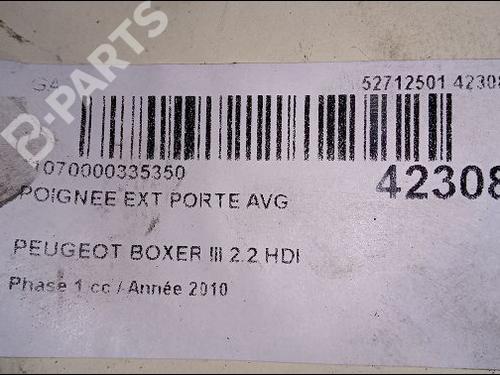 B-PARTS
52712501 42308
1070000335350
42308
POIGNEE EXT PORTE AVG
PEUGEOT BOXER III 2.2 HDI
Phase 1 cc / Année 2010